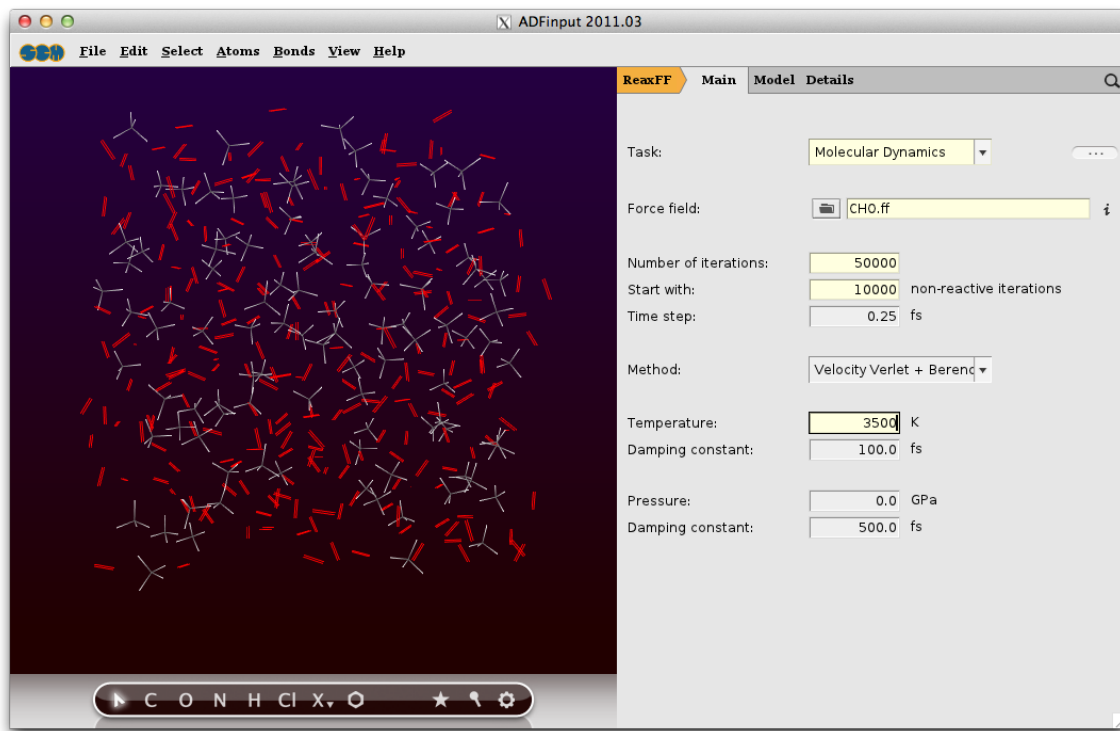 X ADFinput 2011.03
SCM File Edit Select Atoms Bonds View Help
ReaxFF Main Model Details
Task: Molecular Dynamics ...
Force field: CHO.ff i
Number of iterations: 50000
Start with: 10000 non-reactive iterations
Time step: 0.25 fs
Method: Velocity Verlet + Berend
Temperature: 3500 K
Damping constant: 100.0 fs
Pressure: 0.0 GPa
Damping constant: 500.0 fs
C O N H Cl X